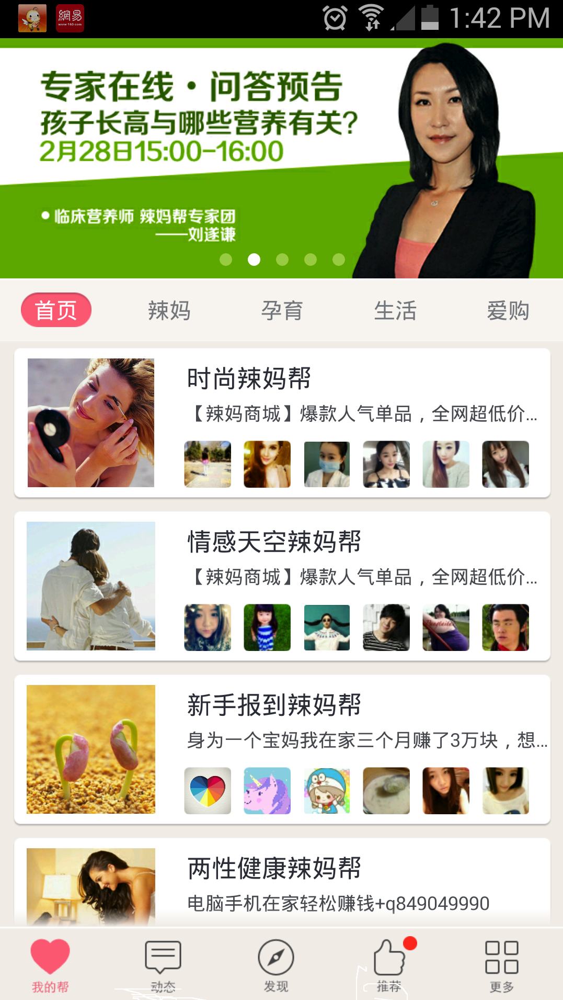 網易
www.163.com
1:42 PM
专家在线·问答预告
孩子长高与哪些营养有关?
2月28日15:00-16:00
临床营养师 辣妈帮专家团
——刘遂谦
首页 辣妈 孕育 生活 爱购
时尚辣妈帮
【辣妈商城】爆款人气单品，全网超低价...
情感天空辣妈帮
【辣妈商城】爆款人气单品，全网超低价...
新手报到辣妈帮
身为一个宝妈我在家三个月赚了3万块，想...
两性健康辣妈帮
电脑手机在家轻松赚钱+q849049990
我的帮 动态 发现 推荐 更多